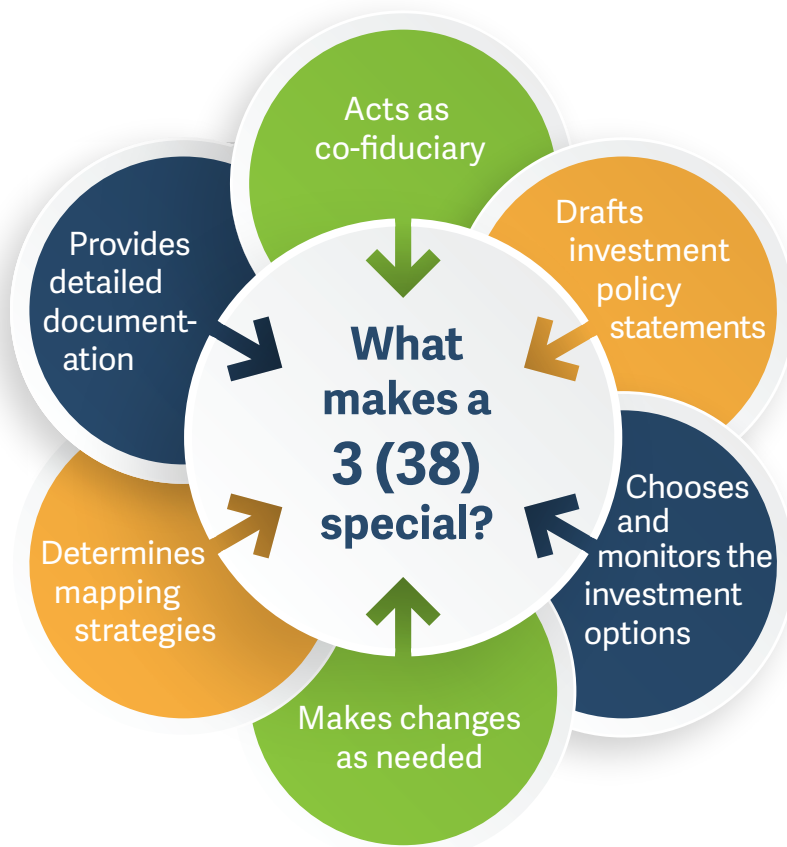 What
makes a
3 (38)
special?
Acts as
co-fiduciary
Drafts
investment
policy
statements
Chooses
and
monitors the
investment
options
Makes changes
as needed
Determines
mapping
strategies
Provides
detailed
document-
ation